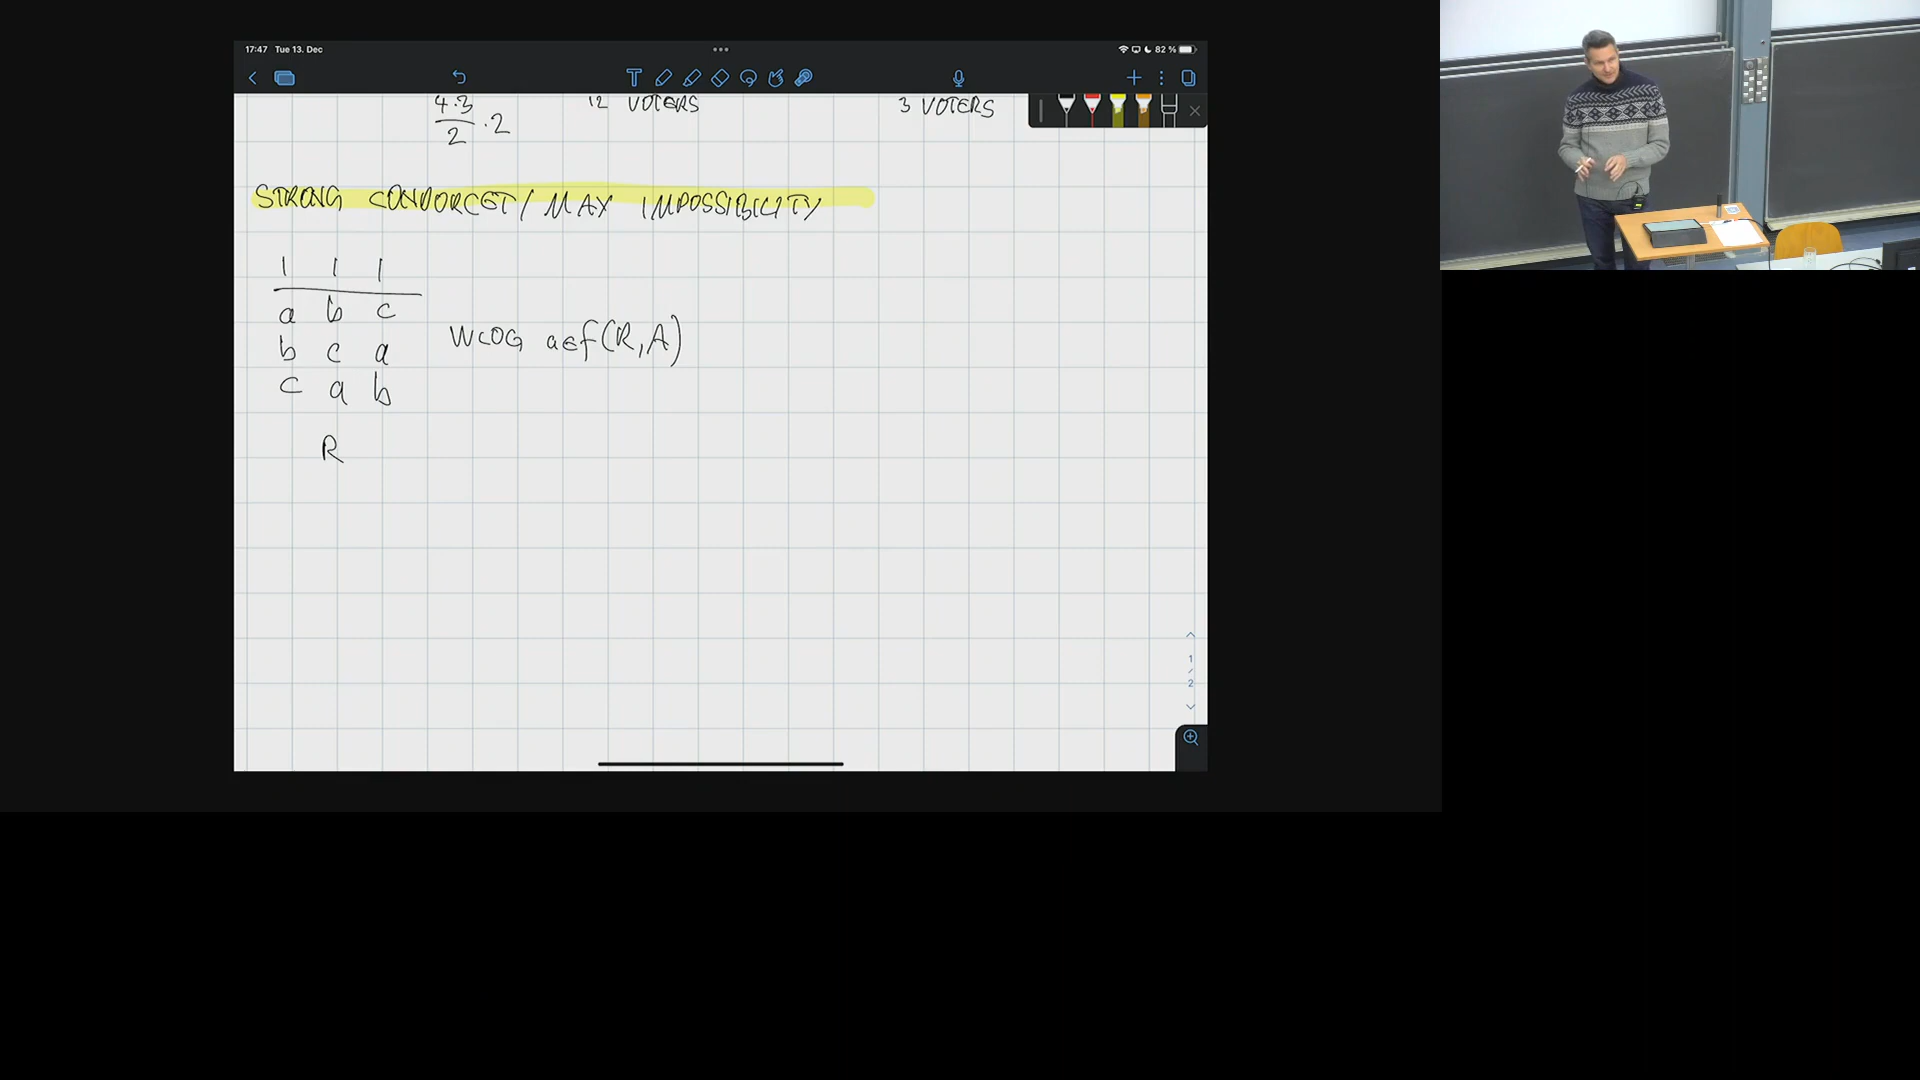 17:47 Tue 13. Dec
82 %
4·3
2
·2
12 VOTERS
3 VOTERS
STRONG CONDORCET / MAX IMPOSSIBILITY
1 1 1
a b c
b c a
c a b
WLOG a∈f(R,A)
R
1
/
2